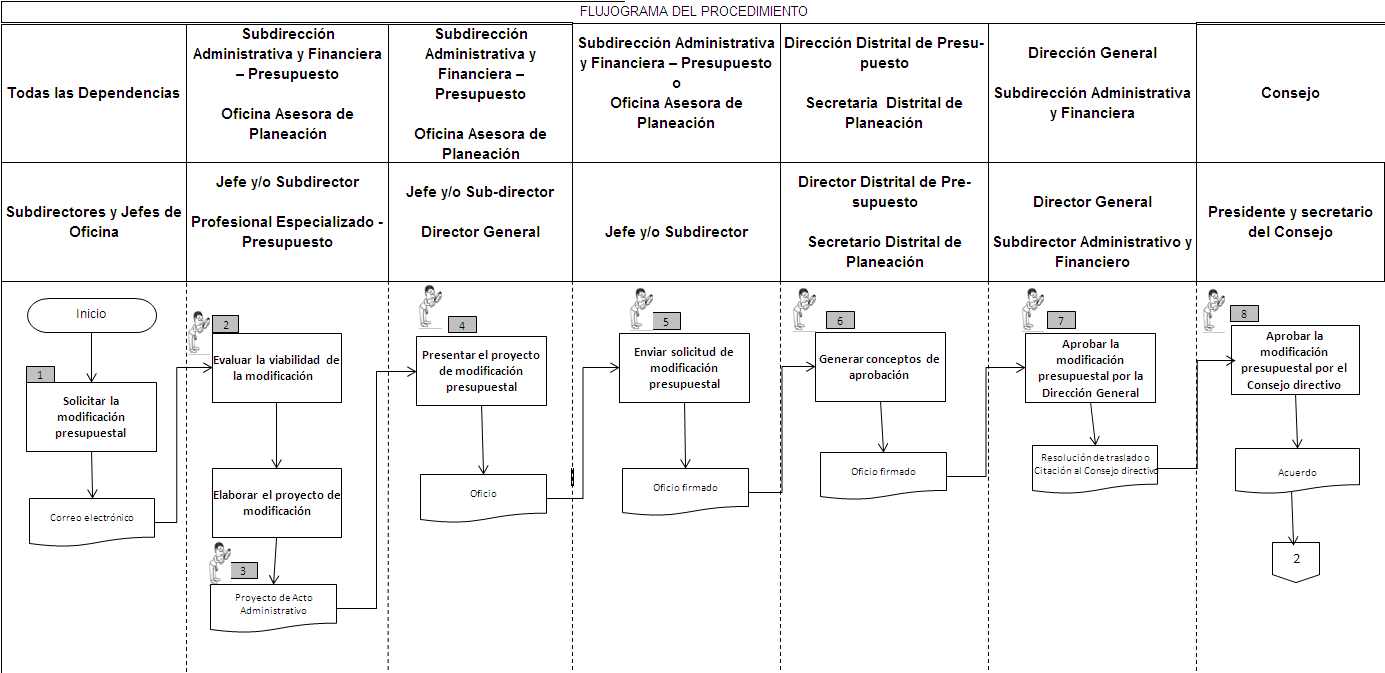 FLUJOGRAMA DEL PROCEDIMIENTO
Todas las Dependencias
Subdirección
Administrativa y Financiera
– Presupuesto
Oficina Asesora de
Planeación
Subdirección
Administrativa y
Financiera –
Presupuesto
Oficina Asesora de
Planeación
Subdirección Administrativa
y Financiera – Presupuesto
o
Oficina Asesora de
Planeación
Dirección Distrital de Presu-
puesto
Secretaria Distrital de
Planeación
Dirección General
Subdirección Administrativa
y Financiera
Consejo
Subdirectores y Jefes de
Oficina
Jefe y/o Subdirector
Profesional Especializado -
Presupuesto
Jefe y/o Sub-director
Director General
Jefe y/o Subdirector
Director Distrital de Pre-
supuesto
Secretario Distrital de
Planeación
Director General
Subdirector Administrativo y
Financiero
Presidente y secretario
del Consejo
Inicio
1
Solicitar la
modificación
presupuestal
Correo electrónico
2
Evaluar la viabilidad de
la modificación
Elaborar el proyecto de
modificación
3
Proyecto de Acto
Administrativo
4
Presentar el proyecto
de modificación
presupuestal
Oficio
5
Enviar solicitud de
modificación
presupuestal
Oficio firmado
6
Generar conceptos de
aprobación
Oficio firmado
7
Aprobar la
modificación
presupuestal por la
Dirección General
Resolución de traslado o
Citación al Consejo directivo
8
Aprobar la
modificación
presupuestal por el
Consejo directivo
Acuerdo
2